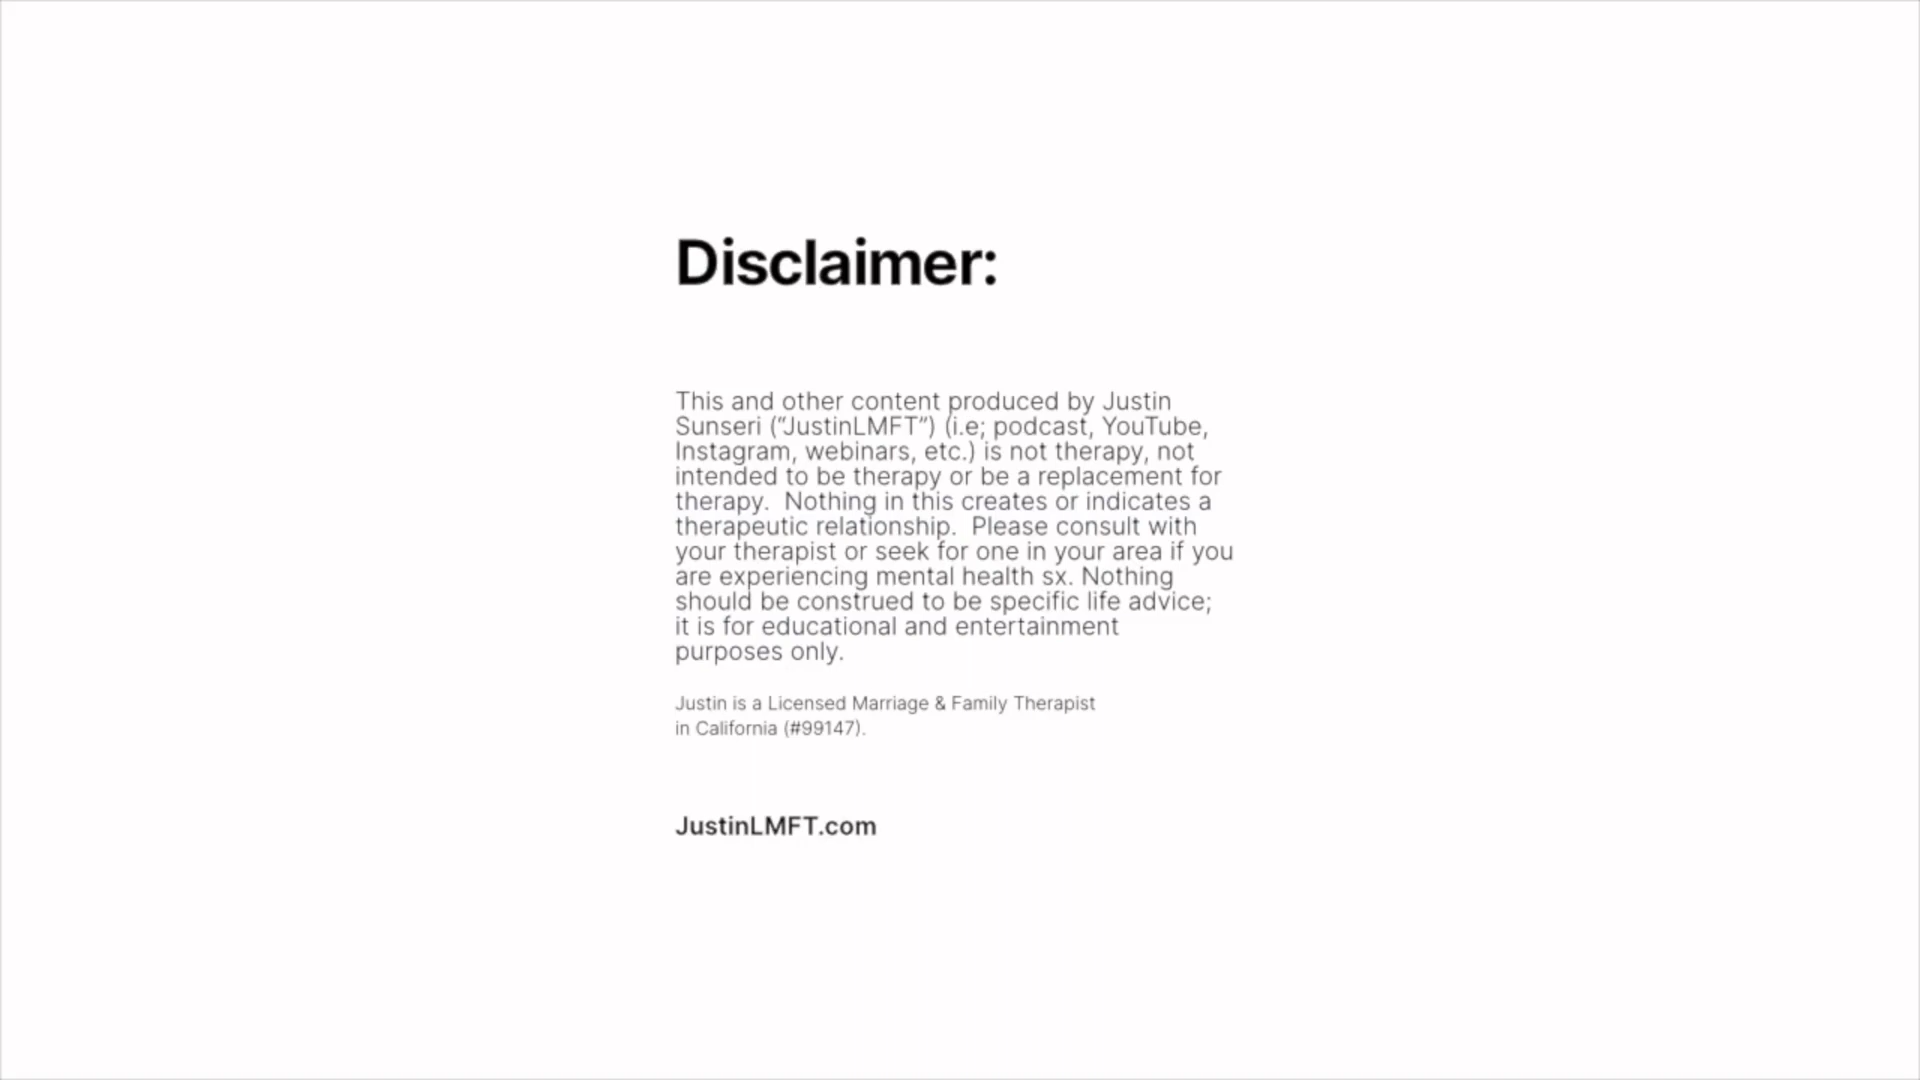 Disclaimer:
This and other content produced by Justin
Sunseri (“JustinLMFT”) (i.e; podcast, YouTube,
Instagram, webinars, etc.) is not therapy, not
intended to be therapy or be a replacement for
therapy.  Nothing in this creates or indicates a
therapeutic relationship.  Please consult with
your therapist or seek for one in your area if you
are experiencing mental health sx. Nothing
should be construed to be specific life advice;
it is for educational and entertainment
purposes only.
Justin is a Licensed Marriage & Family Therapist
in California (#99147).
JustinLMFT.com